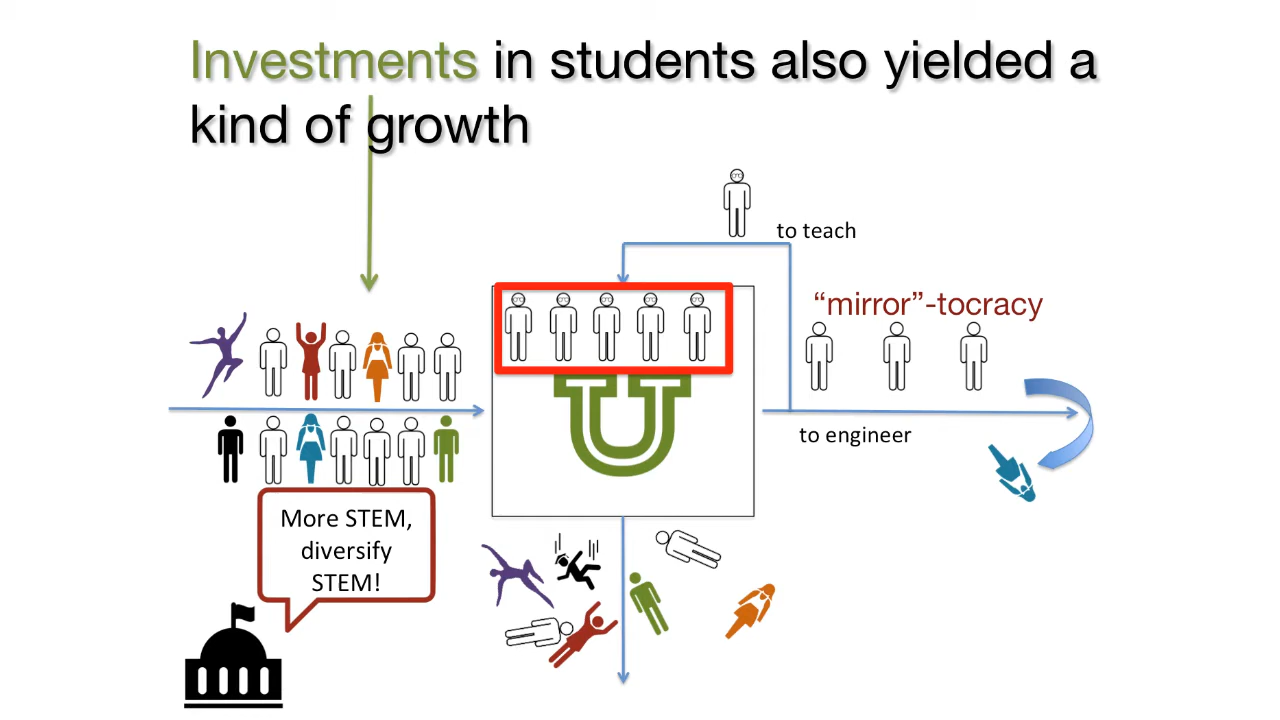 Investments in students also yielded a
kind of growth
to teach
“mirror”-tocracy
to engineer
More STEM,
diversify
STEM!
U